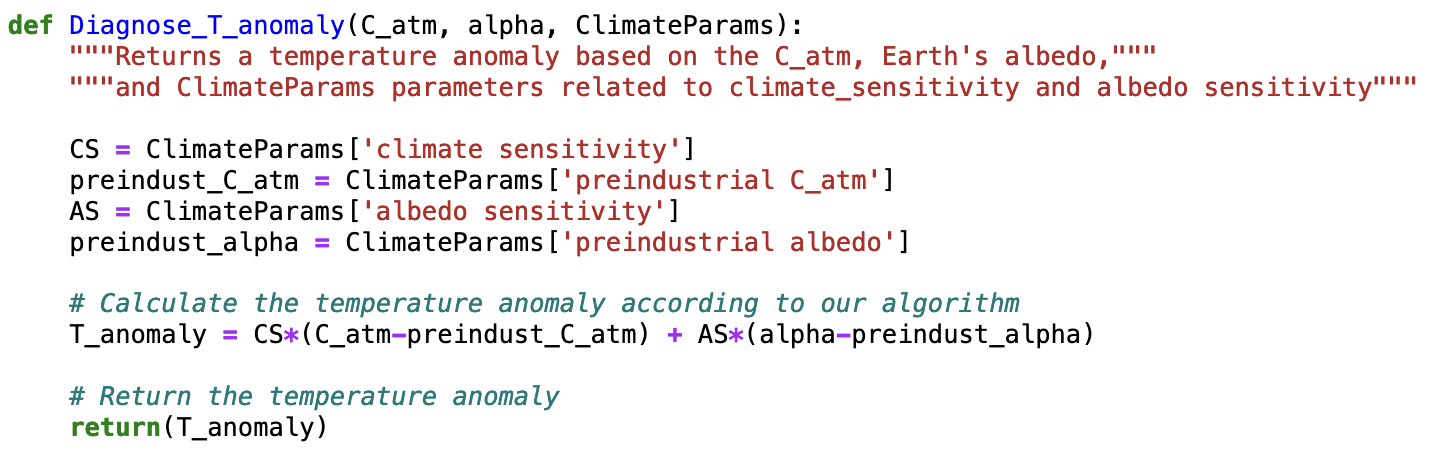 def Diagnose_T_anomaly(C_atm, alpha, ClimateParams):
    """Returns a temperature anomaly based on the C_atm, Earth's albedo,"""
    """and ClimateParams parameters related to climate_sensitivity and albedo sensitivity"""

    CS = ClimateParams['climate sensitivity']
    preindust_C_atm = ClimateParams['preindustrial C_atm']
    AS = ClimateParams['albedo sensitivity']
    preindust_alpha = ClimateParams['preindustrial albedo']

    # Calculate the temperature anomaly according to our algorithm
    T_anomaly = CS*(C_atm-preindust_C_atm) + AS*(alpha-preindust_alpha)

    # Return the temperature anomaly
    return(T_anomaly)